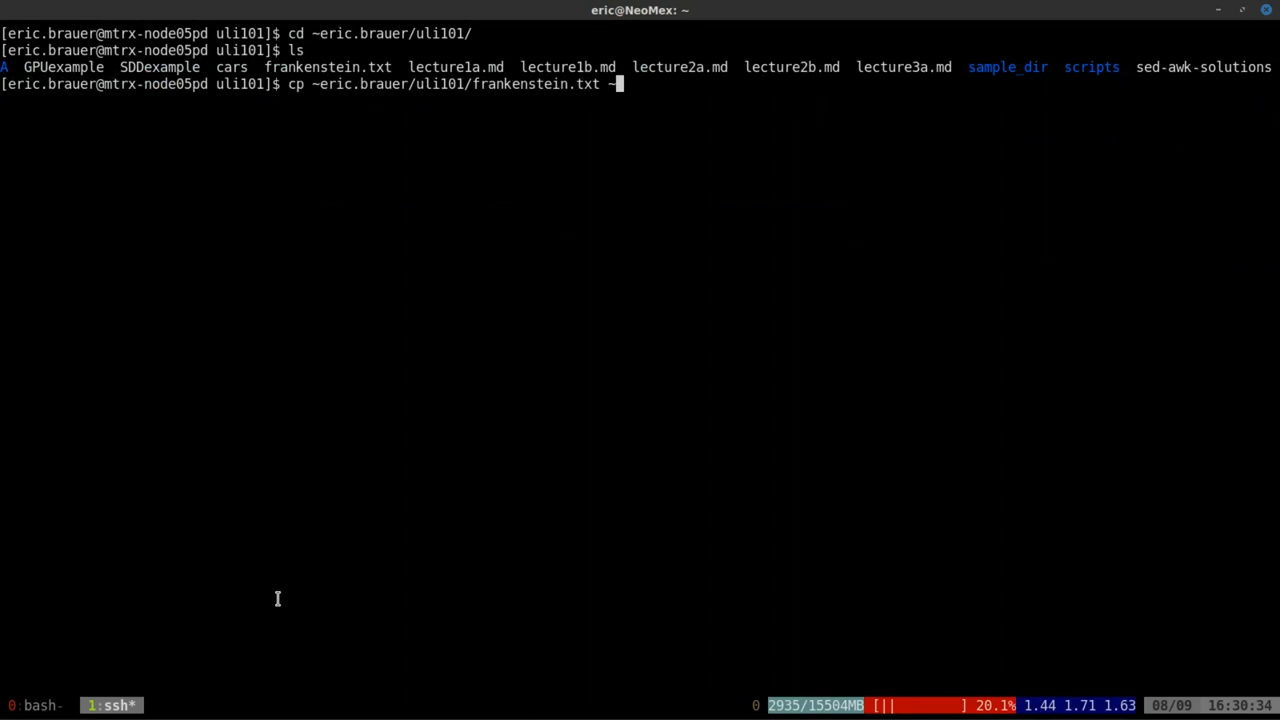 eric@NeoMex: ~
[eric.brauer@mtrx-node05pd uli101]$ cd ~eric.brauer/uli101/
[eric.brauer@mtrx-node05pd uli101]$ ls
A  GPUexample  SDDexample  cars  frankenstein.txt  lecture1a.md  lecture1b.md  lecture2a.md  lecture2b.md  lecture3a.md  sample_dir  scripts  sed-awk-solutions
[eric.brauer@mtrx-node05pd uli101]$ cp ~eric.brauer/uli101/frankenstein.txt ~
0:bash-  1:ssh*  0 2935/15504MB [||        ] 20.1% 1.44 1.71 1.63  08/09  16:30:34